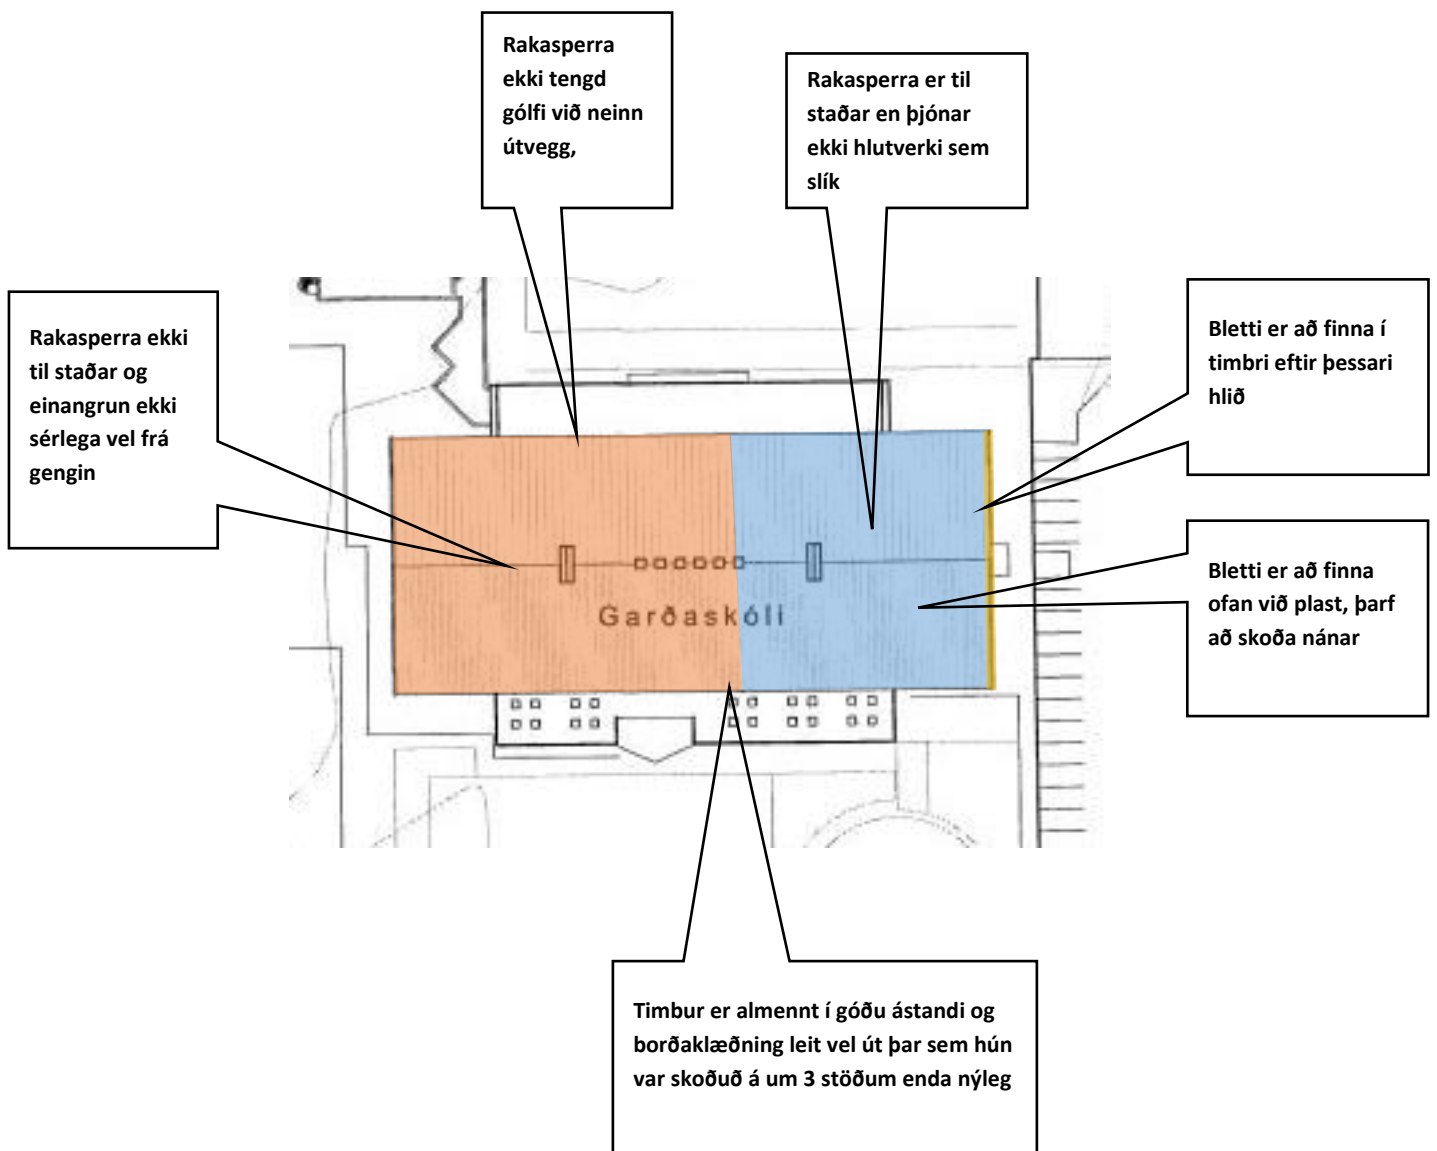 Rakasperra
ekki tengd
gólfi við neinn
útvegg,
Rakasperra er til
staðar en þjónar
ekki hlutverki sem
slík
Rakasperra ekki
til staðar og
einangrun ekki
sérlega vel frá
gengin
Bletti er að finna í
timbri eftir þessari
hlið
Bletti er að finna
ofan við plast, þarf
að skoða nánar
Garðaskóli
Timbur er almennt í góðu ástandi og
borðaklæðning leit vel út þar sem hún
var skoðuð á um 3 stöðum enda nýleg